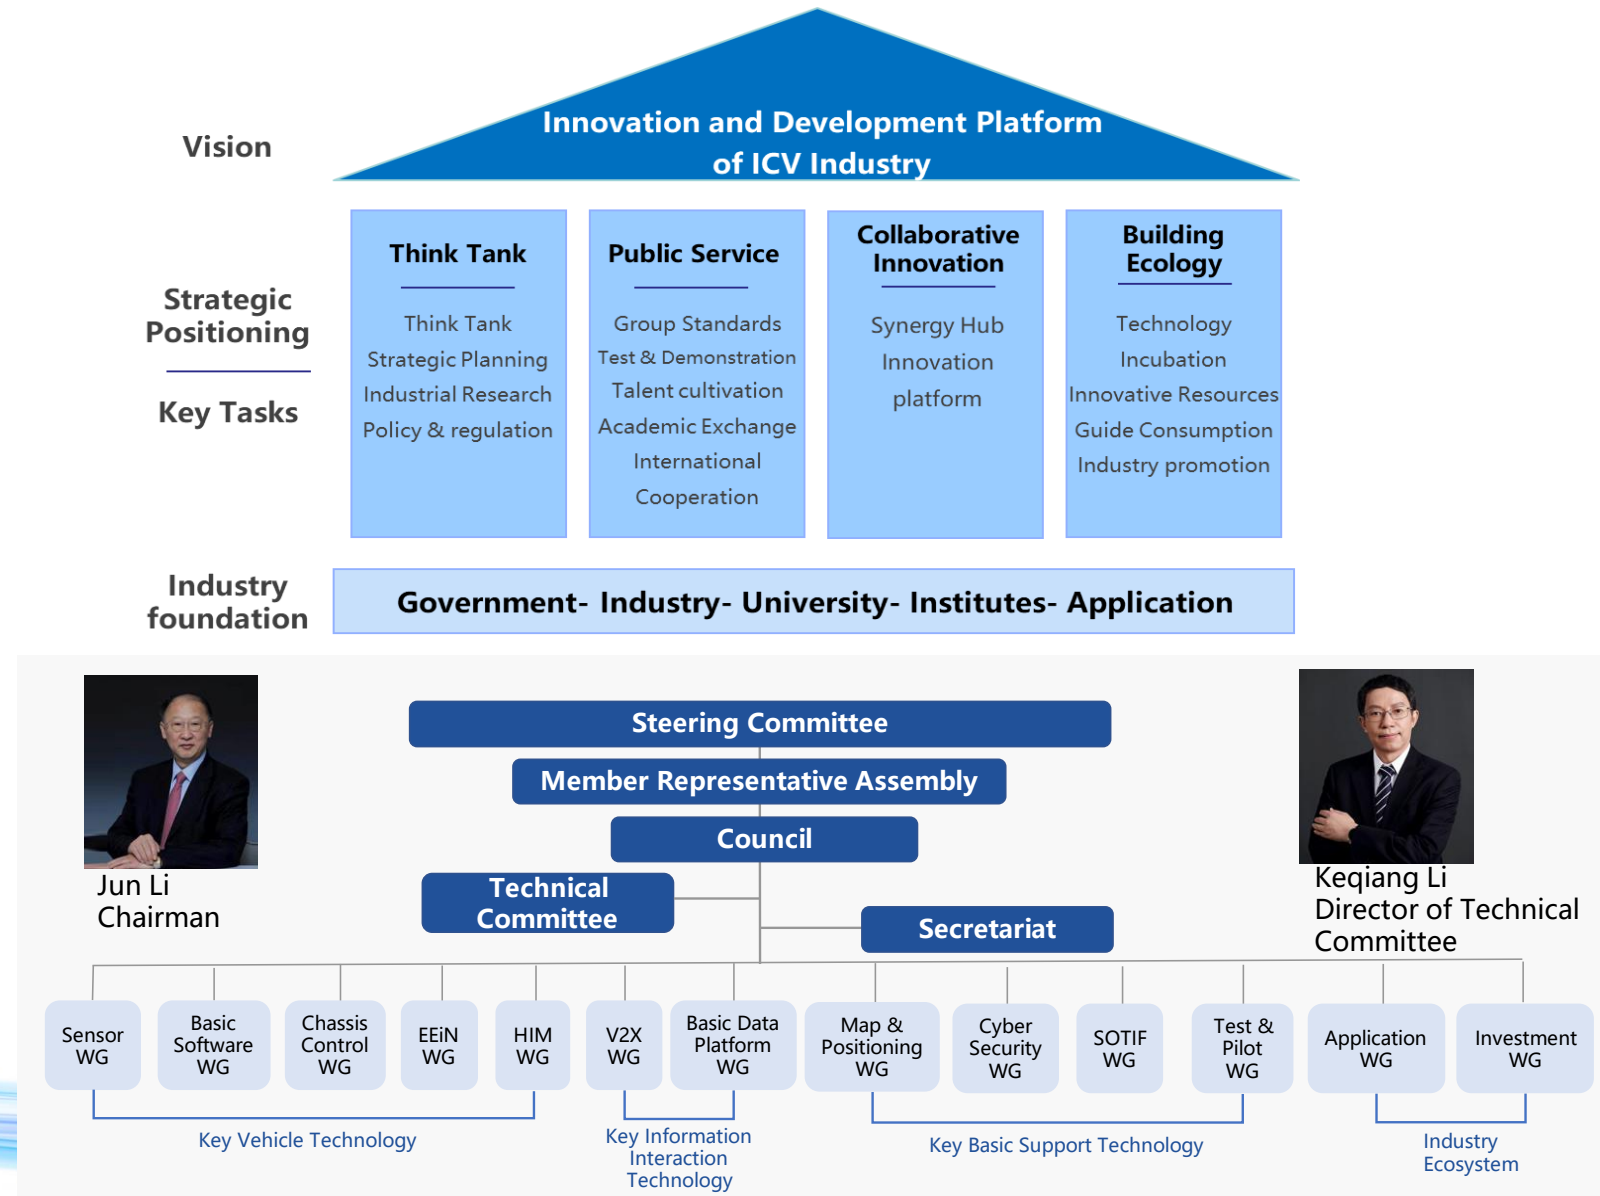 Innovation and Development Platform
of ICV Industry
Vision
Strategic
Positioning
Key Tasks
Think Tank
Think Tank
Strategic Planning
Industrial Research
Policy & regulation
Public Service
Group Standards
Test & Demonstration
Talent cultivation
Academic Exchange
International
Cooperation
Collaborative
Innovation
Synergy Hub
Innovation
platform
Building
Ecology
Technology
Incubation
Innovative Resources
Guide Consumption
Industry promotion
Industry
foundation
Government- Industry- University- Institutes- Application
Jun Li
Chairman
Steering Committee
Member Representative Assembly
Council
Technical
Committee
Secretariat
Keqiang Li
Director of Technical
Committee
Sensor
WG
Basic
Software
WG
Chassis
Control
WG
EEiN
WG
HIM
WG
V2X
WG
Basic Data
Platform
WG
Map &
Positioning
WG
Cyber
Security
WG
SOTIF
WG
Test &
Pilot
WG
Application
WG
Investment
WG
Key Vehicle Technology
Key Information
Interaction
Technology
Key Basic Support Technology
Industry
Ecosystem